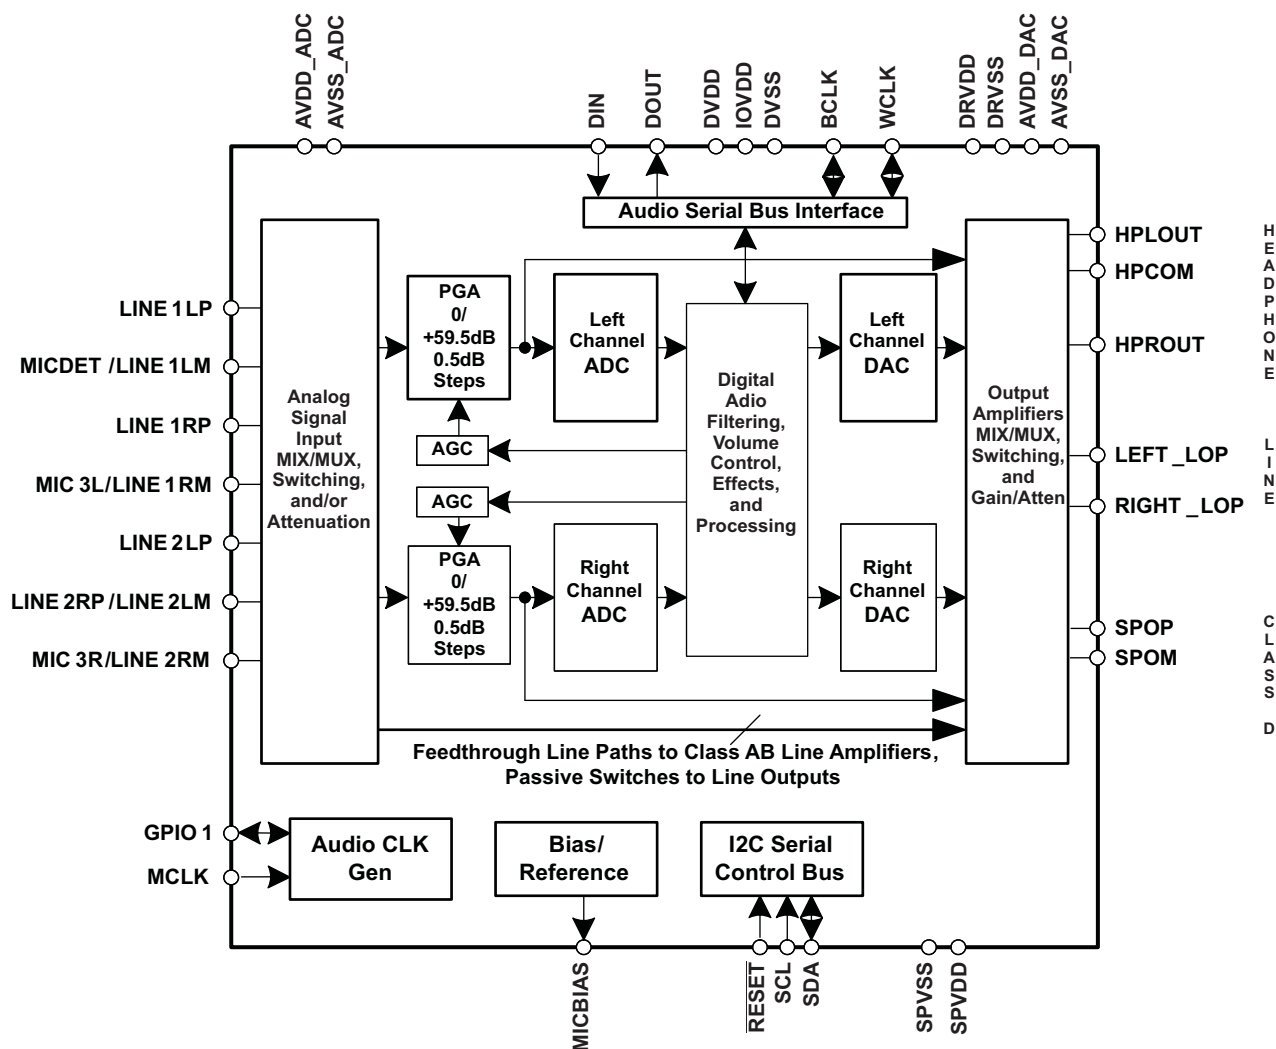 AVDD_ADC
AVSS_ADC
DIN
DOUT
DVDD
IOVDD
DVSS
BCLK
WCLK
DRVDD
DRVSS
AVDD_DAC
AVSS_DAC
Audio Serial Bus Interface
LINE 1LP
MICDET /LINE 1LM
LINE 1RP
MIC 3L/LINE 1RM
LINE 2LP
LINE 2RP /LINE 2LM
MIC 3R/LINE 2RM
Analog
Signal
Input
MIX/MUX,
Switching,
and/or
Attenuation
PGA
0/
+59.5dB
0.5dB
Steps
AGC
AGC
PGA
0/
+59.5dB
0.5dB
Steps
Left
Channel
ADC
Right
Channel
ADC
Digital
Adio
Filtering,
Volume
Control,
Effects,
and
Processing
Left
Channel
DAC
Right
Channel
DAC
Output
Amplifiers
MIX/MUX,
Switching,
and
Gain/Atten
HPLOUT
HPCOM
HPROUT
LEFT _LOP
RIGHT _LOP
SPOP
SPOM
HEADPHONE
LINE
CLASS D
Feedthrough Line Paths to Class AB Line Amplifiers,
Passive Switches to Line Outputs
GPIO 1
MCLK
Audio CLK
Gen
Bias/
Reference
I2C Serial
Control Bus
MICBIAS
RESET
SCL
SDA
SPVSS
SPVDD